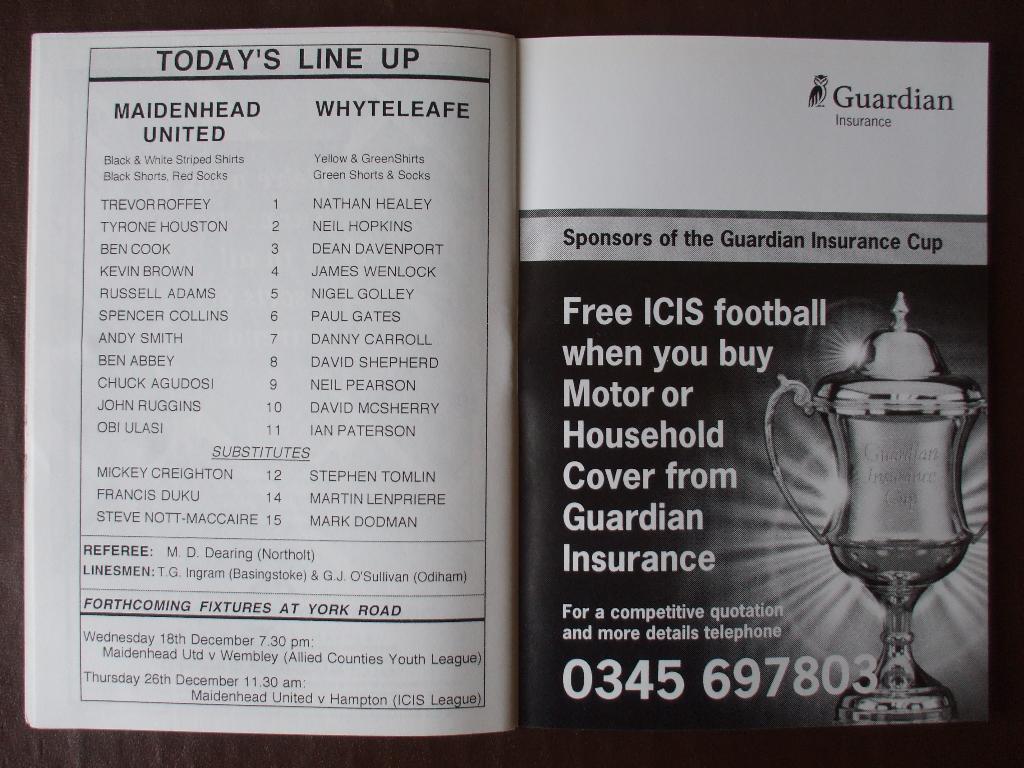 TODAY'S LINE UP
MAIDENHEAD UNITED WHYTELEAFE
Black & White Striped Shirts Yellow & GreenShirts
Black Shorts, Red Socks Green Shorts & Socks
TREVOR ROFFEY 1 NATHAN HEALEY
TYRONE HOUSTON 2 NEIL HOPKINS
BEN COOK 3 DEAN DAVENPORT
KEVIN BROWN 4 JAMES WENLOCK
RUSSELL ADAMS 5 NIGEL GOLLEY
SPENCER COLLINS 6 PAUL GATES
ANDY SMITH 7 DANNY CARROLL
BEN ABBEY 8 DAVID SHEPHERD
CHUCK AGUDOSI 9 NEIL PEARSON
JOHN RUGGINS 10 DAVID MCSHERRY
OBI ULASI 11 IAN PATERSON
SUBSTITUTES
MICKEY CREIGHTON 12 STEPHEN TOMLIN
FRANCIS DUKU 14 MARTIN LENPRIERE
STEVE NOTT-MACCAIRE 15 MARK DODMAN
REFEREE: M. D. Dearing (Northolt)
LINESMEN: T.G. Ingram (Basingstoke) & G.J. O'Sullivan (Odiham)
FORTHCOMING FIXTURES AT YORK ROAD
Wednesday 18th December 7.30 pm:
Maidenhead Utd v Wembley (Allied Counties Youth League)
Thursday 26th December 11.30 am:
Maidenhead United v Hampton (ICIS League)
Guardian
Insurance
Sponsors of the Guardian Insurance Cup
Free ICIS football
when you buy
Motor or
Household
Cover from
Guardian
Insurance
Guardian
Insurance
Cup
For a competitive quotation
and more details telephone
0345 697803